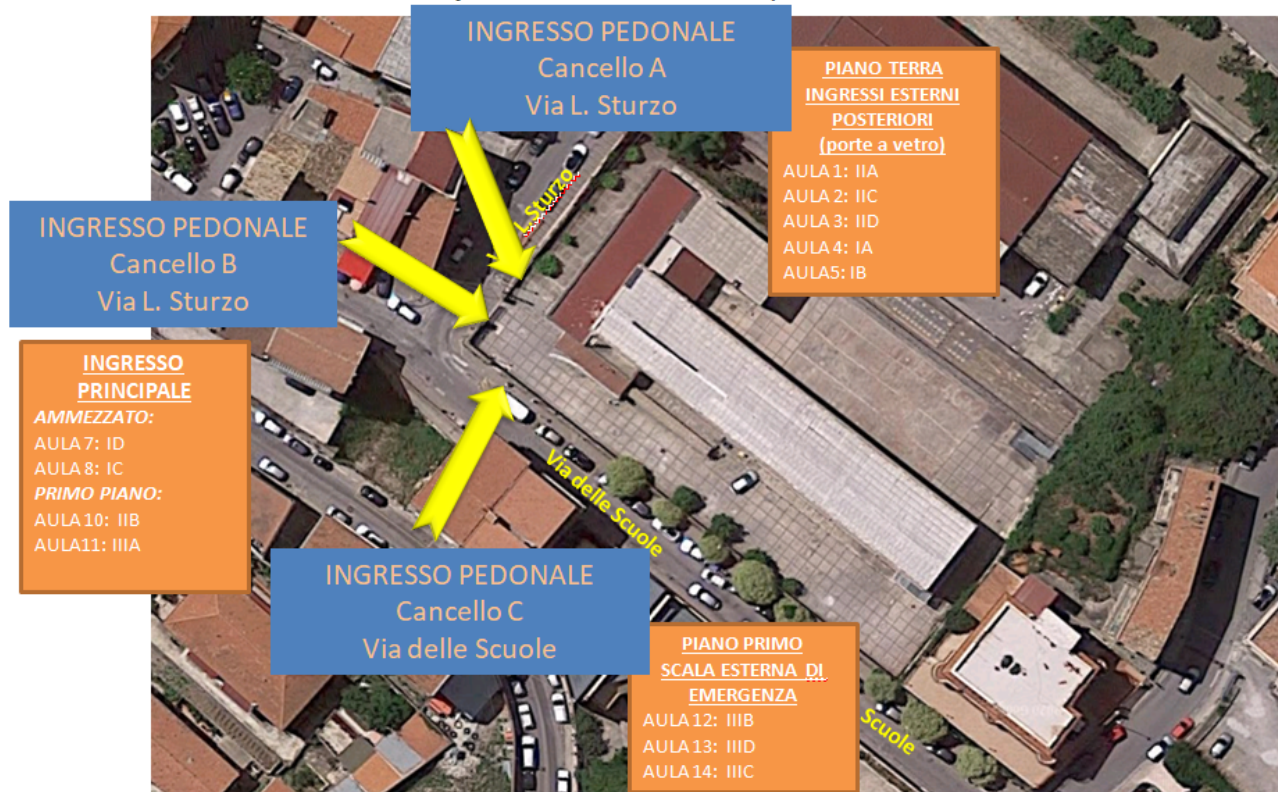 INGRESSO PEDONALE
Cancello A
Via L. Sturzo
PIANO TERRA
INGRESSI ESTERNI
POSTERIORI
(porte a vetro)
AULA 1: IIA
AULA 2: IIC
AULA 3: IID
AULA 4: IA
AULA5: IB
L. Sturzo
INGRESSO PEDONALE
Cancello B
Via L. Sturzo
INGRESSO
PRINCIPALE
AMMEZZATO:
AULA 7: ID
AULA 8: IC
PRIMO PIANO:
AULA 10: IIB
AULA11: IIIA
Via delle Scuole
INGRESSO PEDONALE
Cancello C
Via delle Scuole
PIANO PRIMO
SCALA ESTERNA DI
EMERGENZA
AULA 12: IIIB
AULA 13: IIID
AULA 14: IIIC
Scuole